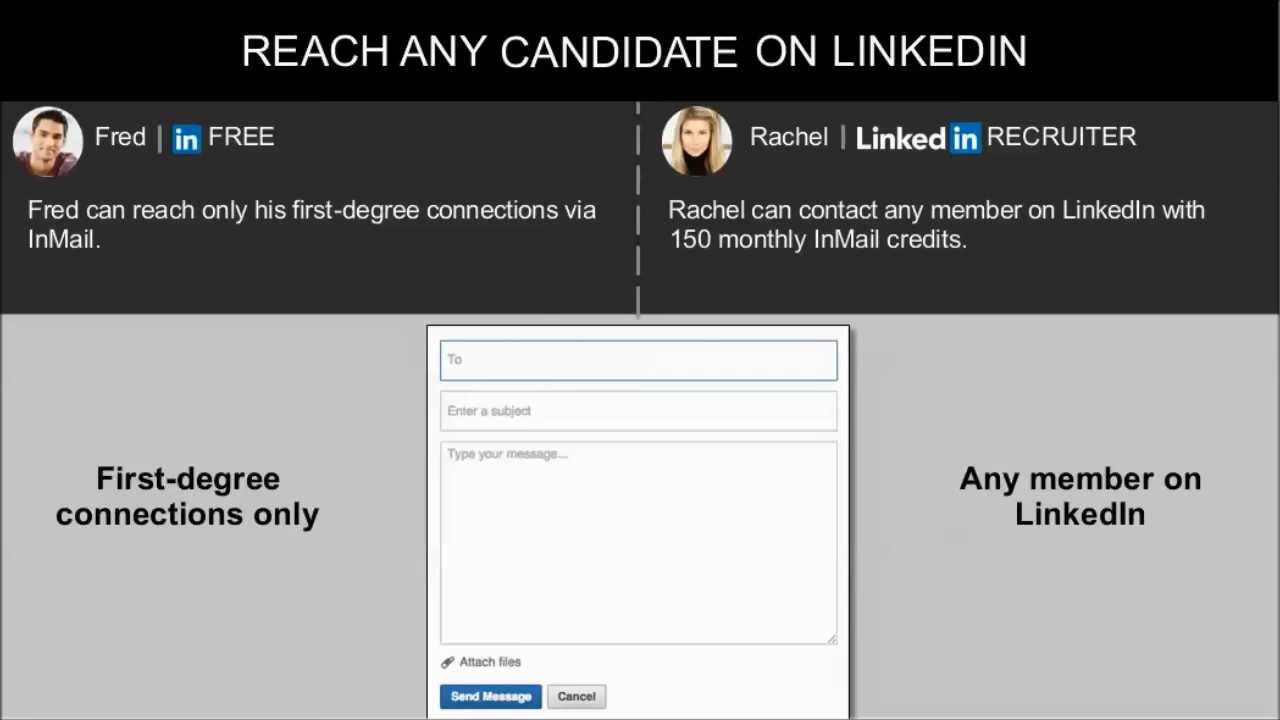 REACH ANY CANDIDATE ON LINKEDIN
Fred | in FREE
Fred can reach only his first-degree connections via
InMail.
Rachel | Linked in RECRUITER
Rachel can contact any member on LinkedIn with
150 monthly InMail credits.
First-degree
connections only
To
Enter a subject
Type your message...
Attach files
Send Message
Cancel
Any member on
LinkedIn